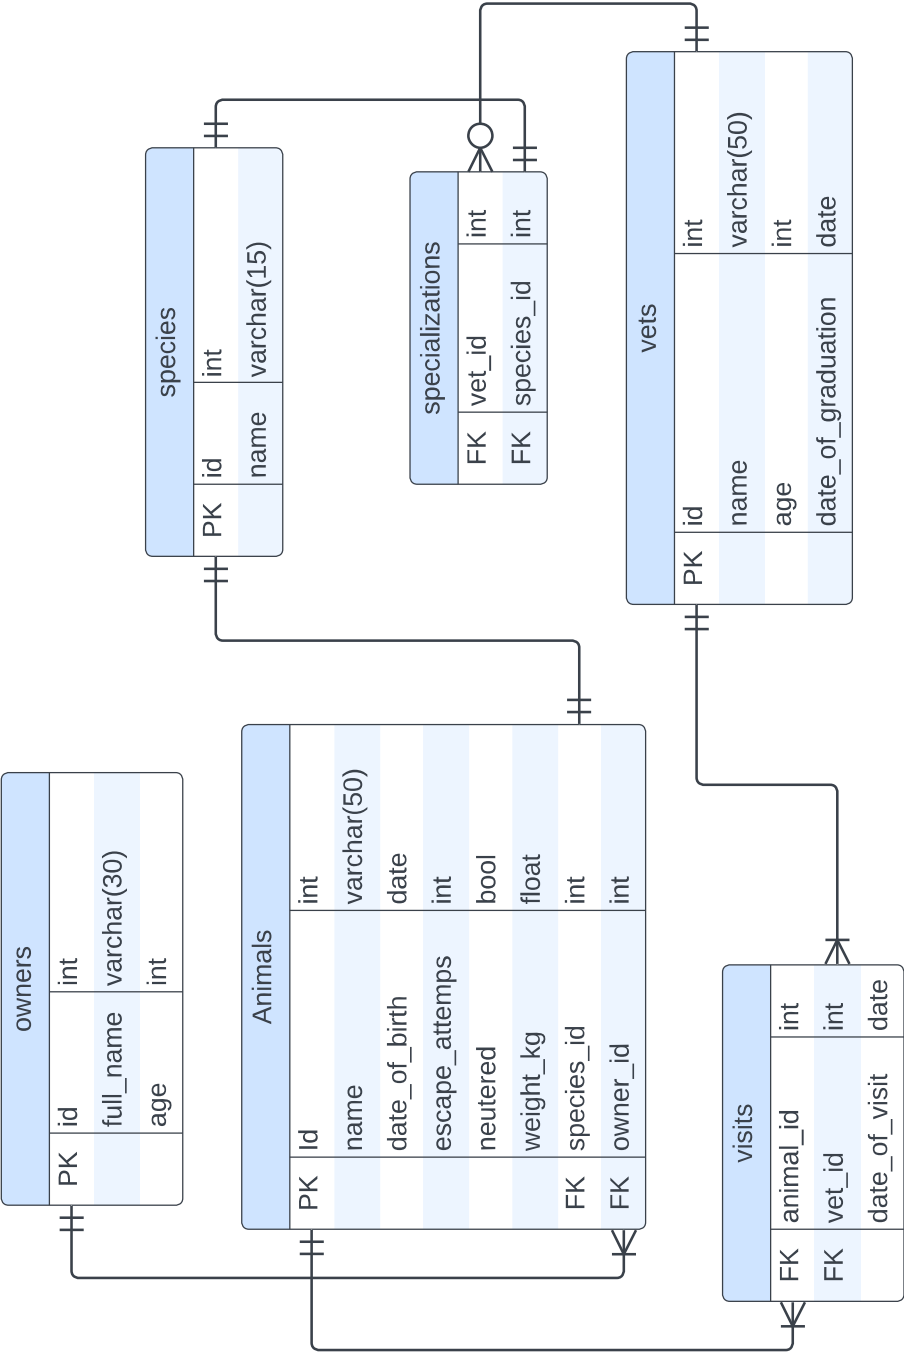 owners
PK id int
full_name varchar(30)
age int
Animals
PK Id int
name varchar(50)
date_of_birth date
escape_attemps int
neutered bool
weight_kg float
FK species_id int
FK owner_id int
species
PK id int
name varchar(15)
specializations
FK vet_id int
FK species_id int
vets
PK id int
name varchar(50)
age int
date_of_graduation date
visits
FK animal_id int
FK vet_id int
date_of_visit date